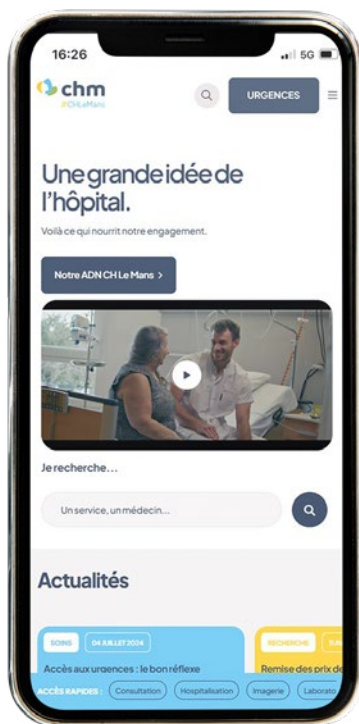 16:26 5G
chm
#CHLeMans
URGENCES
Une grande idée de
l'hôpital.
Voilà ce qui nourrit notre engagement.
Notre ADN CH Le Mans >
Je recherche...
Un service, un médecin...
Actualités
SOINS 04 JUILLET 2024 RECHERCHE
Accès aux urgences : le bon réflexe Remise des prix de
ACCÈS RAPIDES : Consultation Hospitalisation Imagerie Laborato